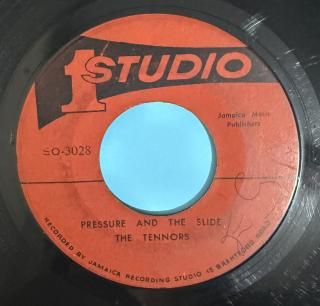 1 STUDIO
Jamaica Music
Publishers
SO-3028
PRESSURE AND THE SLIDE
THE TENNORS
RECORDED BY JAMAICA RECORDING STUDIO 13 BRENTFORD ROAD